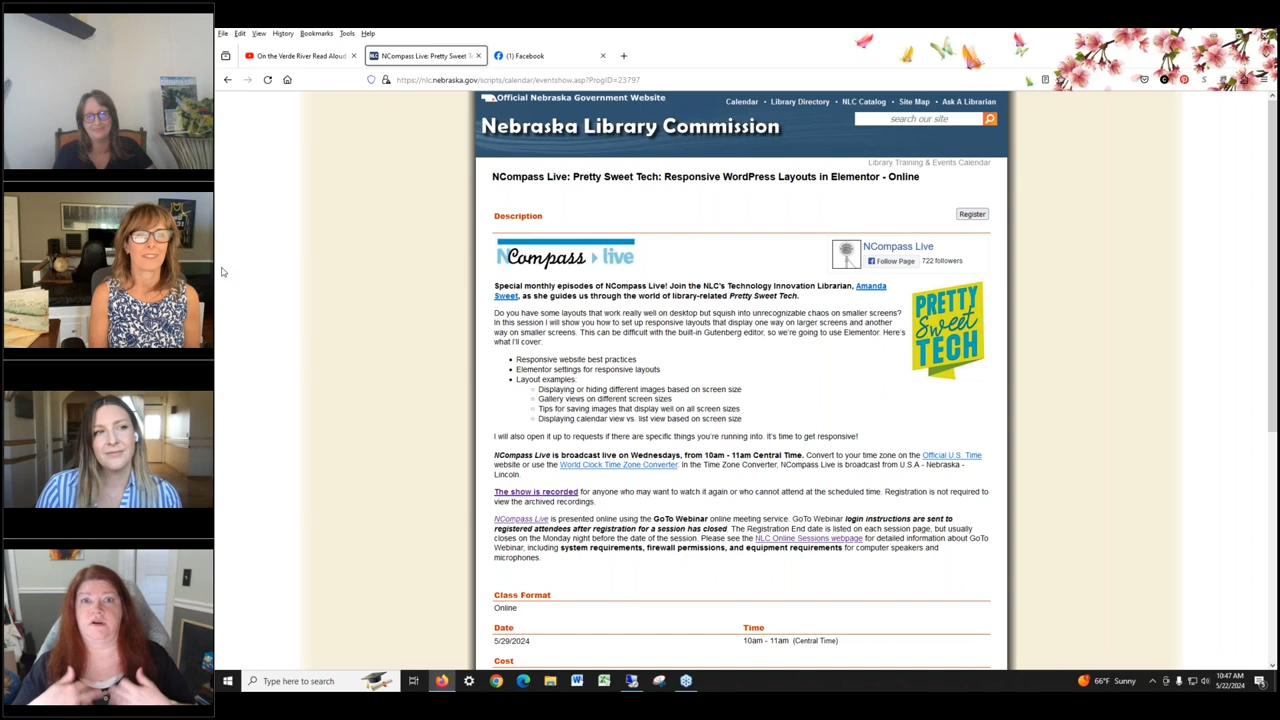 File Edit View History Bookmarks Tools Help
On the Verde River Read Aloud
NLC NCompass Live: Pretty Sweet Te
(1) Facebook
https://nlc.nebraska.gov/scripts/calendar/eventshow.asp?ProgID=23797
Official Nebraska Government Website
Calendar • Library Directory • NLC Catalog • Site Map • Ask A Librarian
Nebraska Library Commission
search our site
Library Training & Events Calendar
NCompass Live: Pretty Sweet Tech: Responsive WordPress Layouts in Elementor - Online
Description
Register
NCompass live
NCompass Live
Follow Page 722 followers
Special monthly episodes of NCompass Live! Join the NLC's Technology Innovation Librarian, Amanda
Sweet, as she guides us through the world of library-related Pretty Sweet Tech.
PRETTY
Sweet
TECH
Do you have some layouts that work really well on desktop but squish into unrecognizable chaos on smaller screens?
In this session I will show you how to set up responsive layouts that display one way on larger screens and another
way on smaller screens. This can be difficult with the built-in Gutenberg editor, so we're going to use Elementor. Here's
what I'll cover:
• Responsive website best practices
• Elementor settings for responsive layouts
• Layout examples:
○ Displaying or hiding different images based on screen size
○ Gallery views on different screen sizes
○ Tips for saving images that display well on all screen sizes
○ Displaying calendar view vs. list view based on screen size
I will also open it up to requests if there are specific things you're running into. It's time to get responsive!
NCompass Live is broadcast live on Wednesdays, from 10am - 11am Central Time. Convert to your time zone on the Official U.S. Time
website or use the World Clock Time Zone Converter. In the Time Zone Converter, NCompass Live is broadcast from U.S.A - Nebraska -
Lincoln.
The show is recorded for anyone who may want to watch it again or who cannot attend at the scheduled time. Registration is not required to
view the archived recordings.
NCompass Live is presented online using the GoTo Webinar online meeting service. GoTo Webinar login instructions are sent to
registered attendees after registration for a session has closed. The Registration End date is listed on each session page, but usually
closes on the Monday night before the date of the session. Please see the NLC Online Sessions webpage for detailed information about GoTo
Webinar, including system requirements, firewall permissions, and equipment requirements for computer speakers and
microphones.
Class Format
Online
Date
Time
5/29/2024
10am - 11am (Central Time)
Cost
Type here to search
66°F Sunny
10:47 AM
5/22/2024